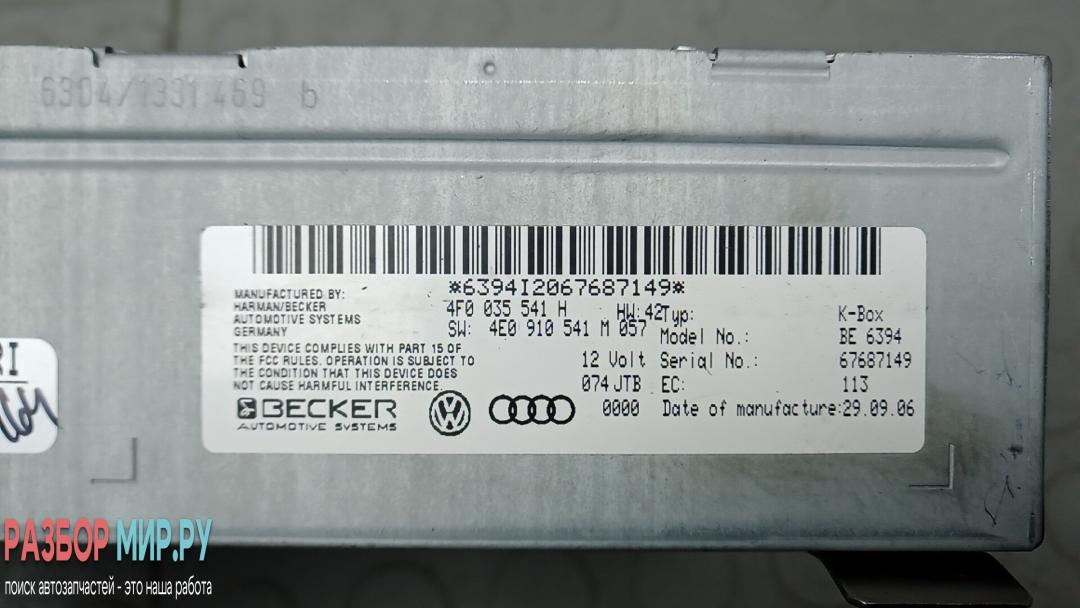 6304/1331 469 b
*6394I2067687149*
MANUFACTURED BY:
HARMAN/BECKER
AUTOMOTIVE SYSTEMS
GERMANY
4F0 035 541 H HW:42
SW: 4E0 910 541 M 057
Typ: K-Box
Model No.: BE 6394
12 Volt Serial No.: 67687149
074 JTB EC: 113
0000 Date of manufacture:29.09.06
THIS DEVICE COMPLIES WITH PART 15 OF
THE FCC RULES. OPERATION IS SUBJECT TO
THE CONDITION THAT THIS DEVICE DOES
NOT CAUSE HARMFUL INTERFERENCE.
BECKER
AUTOMOTIVE SYSTEMS
РАЗБОР МИР.РУ
поиск автозапчастей - это наша работа